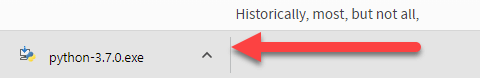 Historically, most, but not all,
python-3.7.0.exe